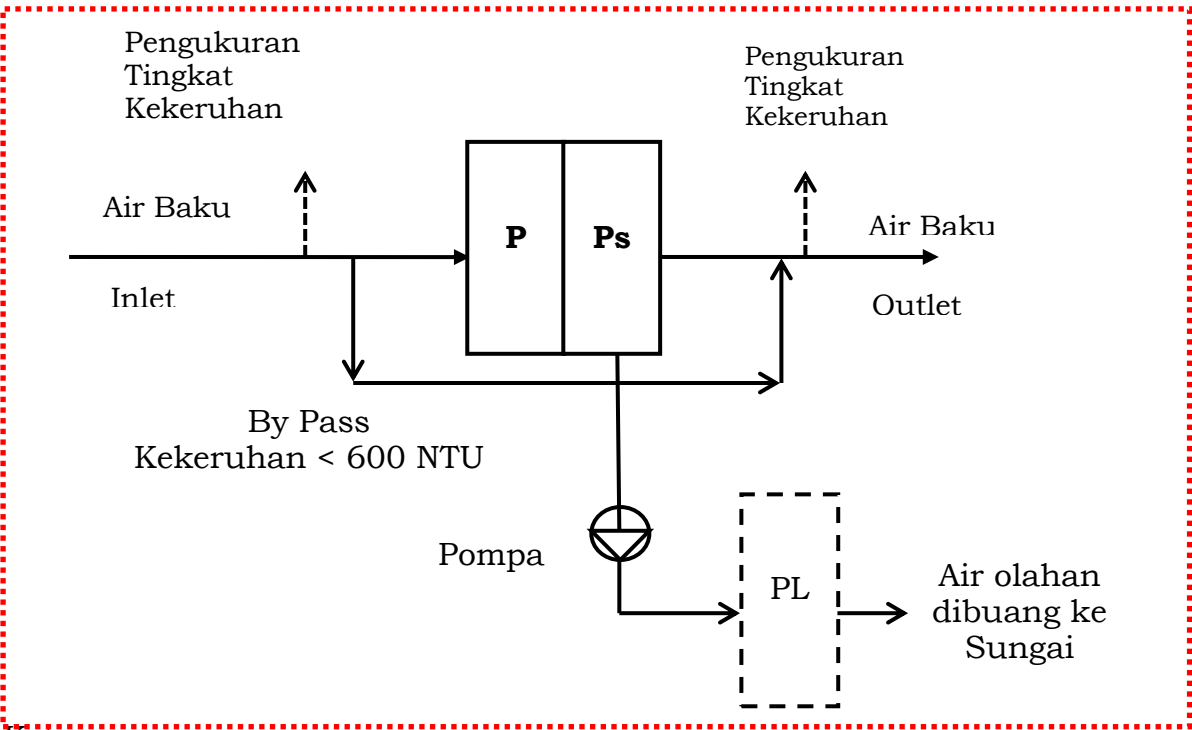 Pengukuran
Tingkat
Kekeruhan
Pengukuran
Tingkat
Kekeruhan
Air Baku
Air Baku
P
Ps
Inlet
Outlet
By Pass
Kekeruhan < 600 NTU
Pompa
PL
Air olahan
dibuang ke
Sungai